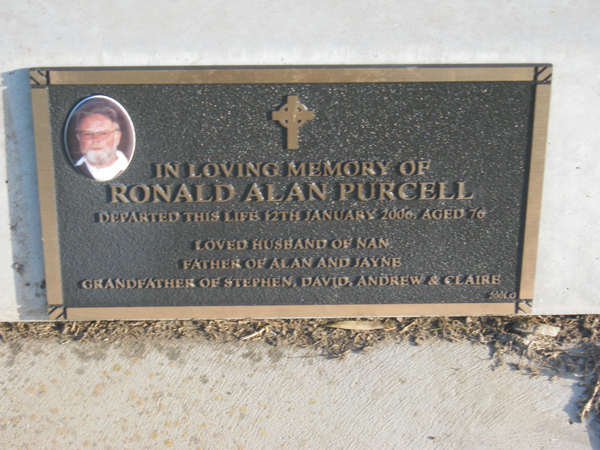 IN LOVING MEMORY OF
RONALD ALAN PURCELL
DEPARTED THIS LIFE 12TH JANUARY 2006, AGED 76
LOVED HUSBAND OF NAN
FATHER OF ALAN AND JAYNE
GRANDFATHER OF STEPHEN, DAVID, ANDREW & CLAIRE